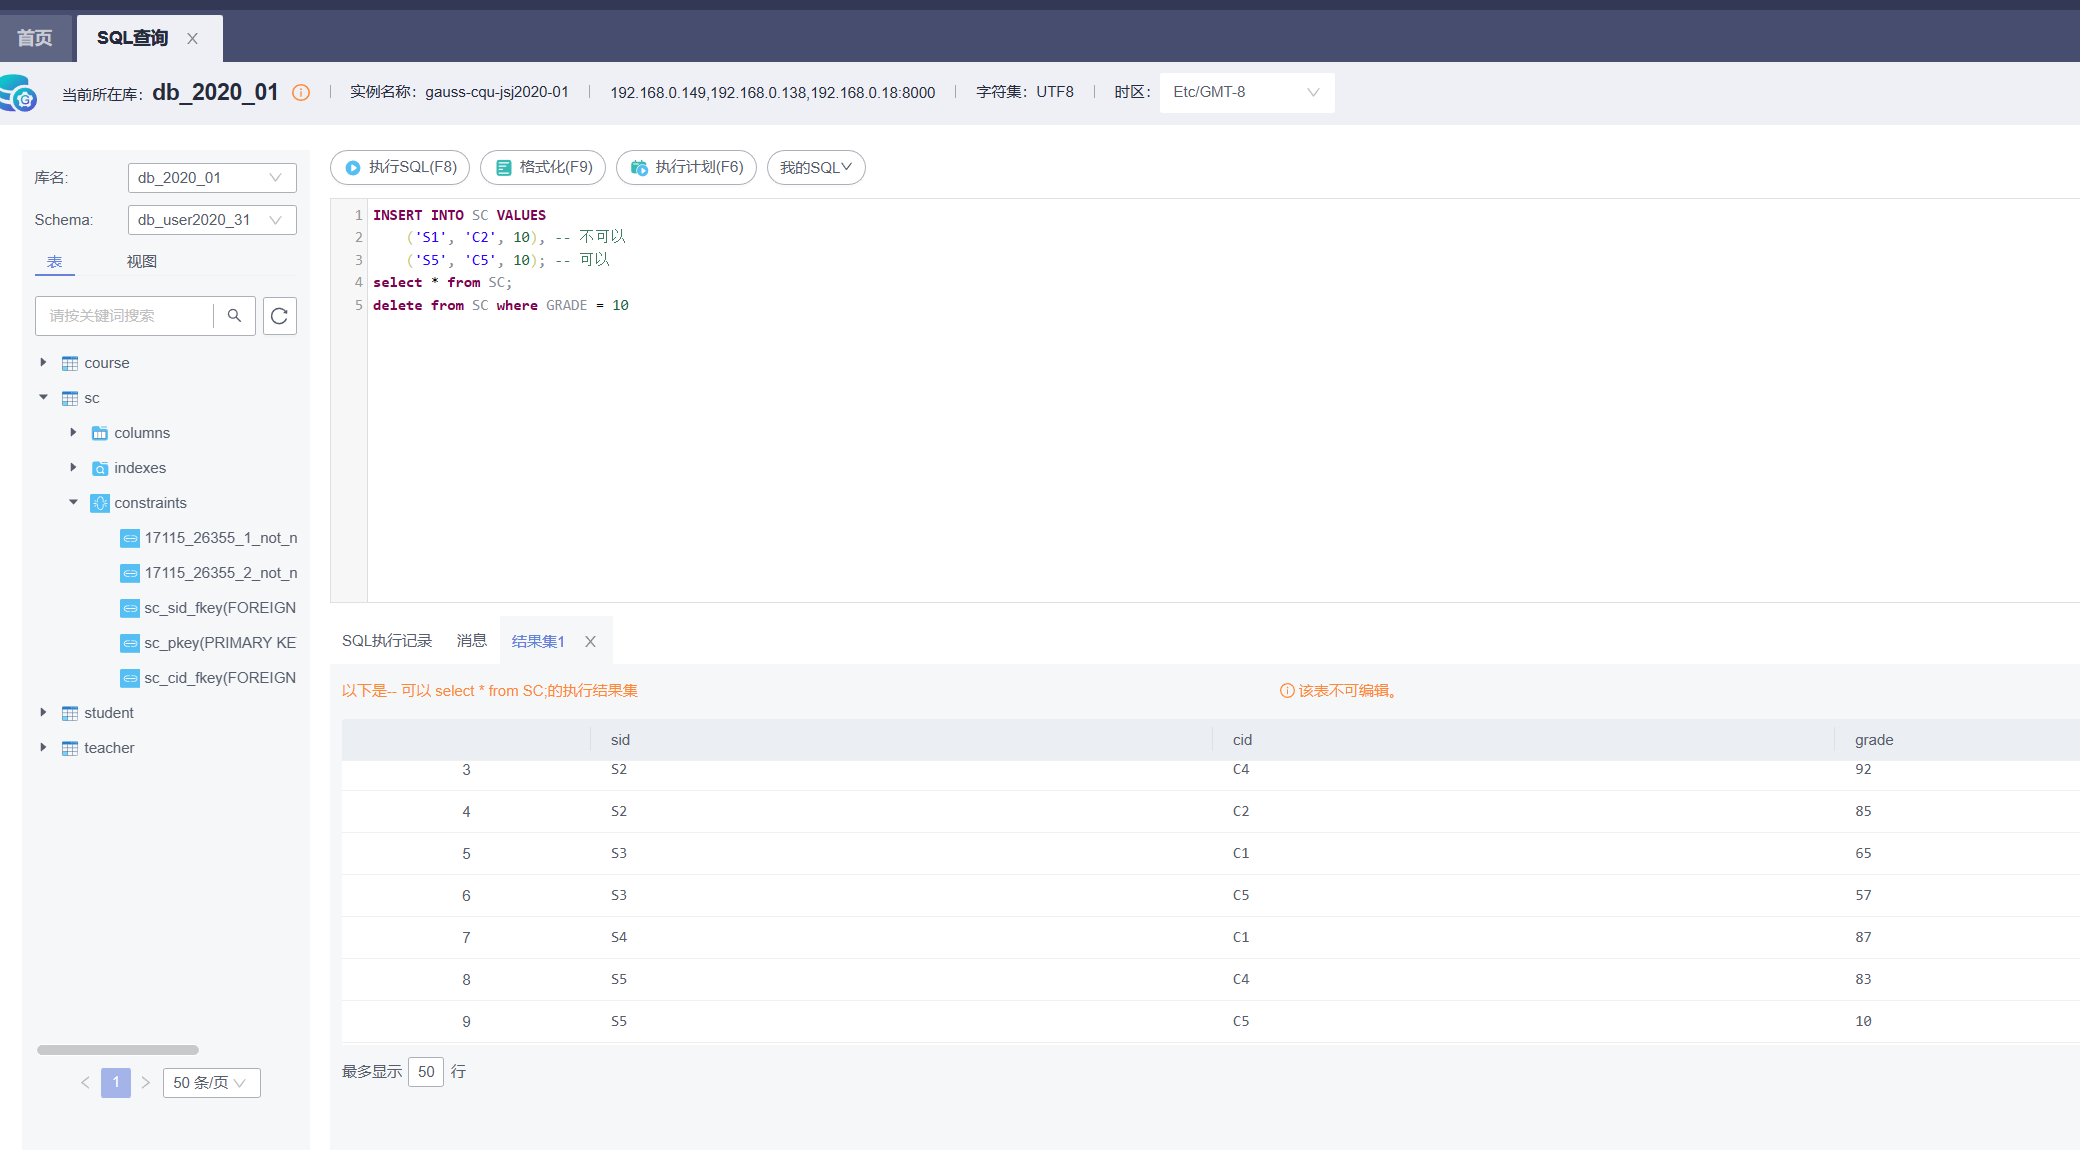 首页
SQL查询
当前所在库: db_2020_01
实例名称: gauss-cqu-jsj2020-01
192.168.0.149,192.168.0.138,192.168.0.18:8000
字符集: UTF8
时区: Etc/GMT-8
库名: db_2020_01
Schema: db_user2020_31
表 视图
请按关键词搜索
course
sc
columns
indexes
constraints
17115_26355_1_not_n
17115_26355_2_not_n
sc_sid_fkey(FOREIGN
sc_pkey(PRIMARY KE
sc_cid_fkey(FOREIGN
student
teacher
1 50 条/页
执行SQL(F8) 格式化(F9) 执行计划(F6) 我的SQL
1 INSERT INTO SC VALUES
2 ('S1', 'C2', 10), -- 不可以
3 ('S5', 'C5', 10); -- 可以
4 select * from SC;
5 delete from SC where GRADE = 10
SQL执行记录 消息 结果集1
以下是-- 可以 select * from SC;的执行结果集
该表不可编辑。
sid cid grade
3 S2 C4 92
4 S2 C2 85
5 S3 C1 65
6 S3 C5 57
7 S4 C1 87
8 S5 C4 83
9 S5 C5 10
最多显示 50 行